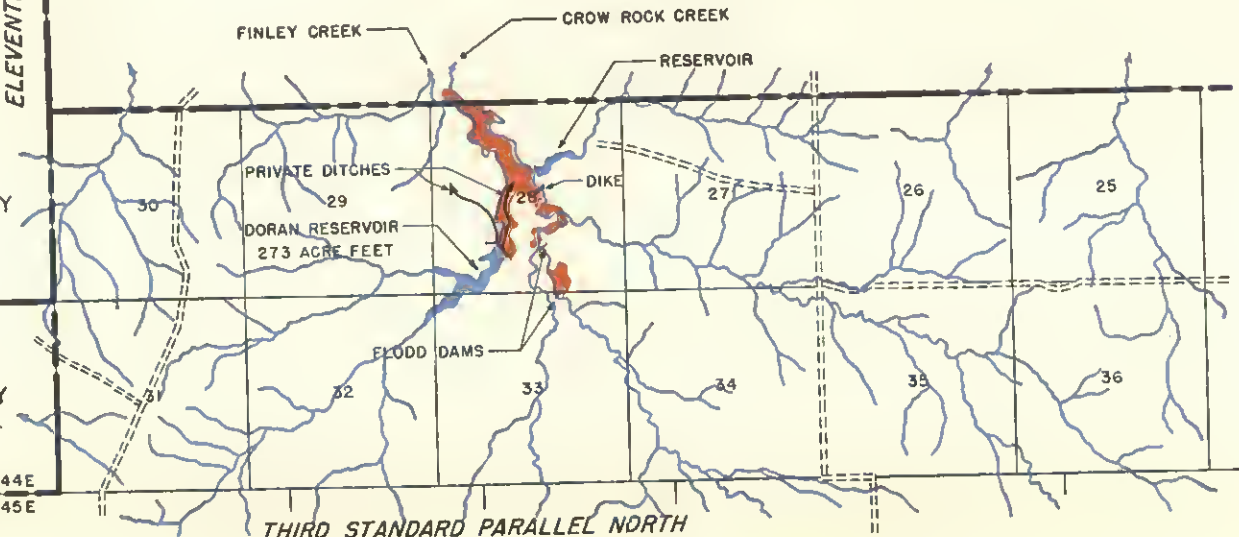 ELEVENT
FINLEY CREEK
CROW ROCK CREEK
RESERVOIR
PRIVATE DITCHES
DIKE
30
29
28
27
26
25
Y
DORAN RESERVOIR
273 ACRE FEET
FLODD DAMS
31
32
33
34
35
36
Y
44E
45E
THIRD STANDARD PARALLEL NORTH